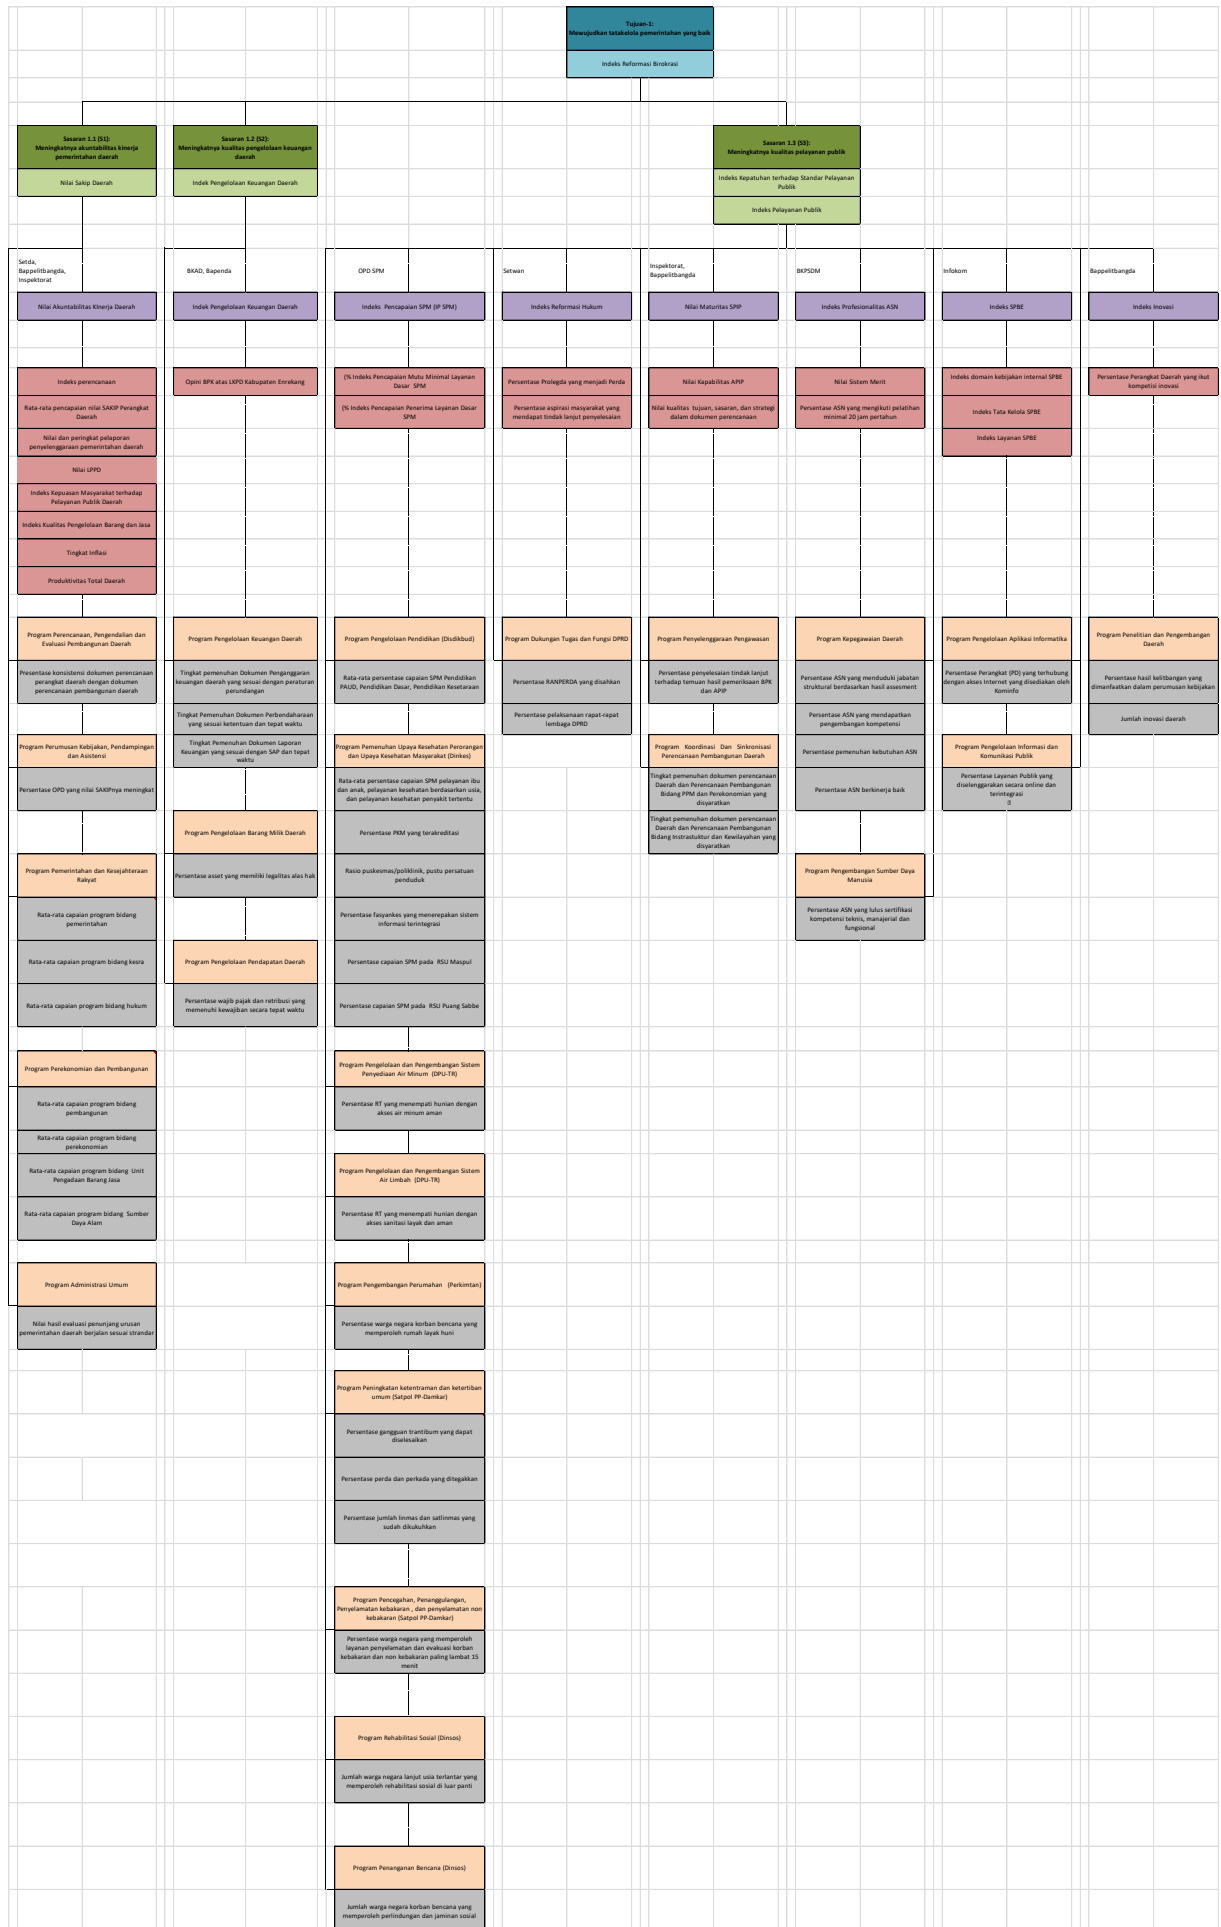 Tujuan-1:
Mewujudkan tatakelola pemerintahan yang baik
Indeks Reformasi Birokrasi
Sasaran 1.1 (S1):
Meningkatnya akuntabilitas kinerja
pemerintahan daerah
Nilai Sakip Daerah
Sasaran 1.2 (S2):
Meningkatnya kualitas pengelolaan keuangan
daerah
Indek Pengelolaan Keuangan Daerah
Sasaran 1.3 (S3):
Meningkatnya kualitas pelayanan publik
Indeks Kepatuhan terhadap Standar Pelayanan
Publik
Indeks Pelayanan Publik
Setda,
Bappelitbangda,
Inspektorat
Nilai Akuntabilitas KInerja Daerah
Indeks perencanaan
Rata-rata pencapaian nilai SAKIP Perangkat
Daerah
Nilai dan peringkat pelaporan
penyelenggaraan pemerintahan daerah
Nilai LPPD
Indeks Kepuasan Masyarakat terhadap
Pelayanan Publik Daerah
Indeks Kualitas Pengelolaan Barang dan Jasa
Tingkat Inflasi
Produktivitas Total Daerah
Program Perencanaan, Pengendalian dan
Evaluasi Pembangunan Daerah
Presentase konsistensi dokumen perencanaan
perangkat daerah dengan dokumen
perencanaan pembangunan daerah
Program Perumusan Kebijakan, Pendampingan
dan Asistensi
Persentase OPD yang nilai SAKIPnya meningkat
Program Pemerintahan dan Kesejahteraan
Rakyat
Rata-rata capaian program bidang
pemerintahan
Rata-rata capaian program bidang kesra
Rata-rata capaian program bidang hukum
Program Perekonomian dan Pembangunan
Rata-rata capaian program bidang
pembangunan
Rata-rata capaian program bidang
perekonomian
Rata-rata capaian program bidang Unit
Pengadaan Barang Jasa
Rata-rata capaian program bidang Sumber
Daya Alam
Program Administrasi Umum
Nilai hasil evaluasi penunjang urusan
pemerintahan daerah berjalan sesuai strandar
BKAD, Bapenda
Indek Pengelolaan Keuangan Daerah
Opini BPK atas LKPD Kabupaten Enrekang
Program Pengelolaan Keuangan Daerah
Tingkat pemenuhan Dokumen Penganggaran
keuangan daerah yang sesuai dengan peraturan
perundangan
Tingkat Pemenuhan Dokumen Perbendaharaan
yang sesuai ketentuan dan tepat waktu
Tingkat Pemenuhan Dokumen Laporan
Keuangan yang sesuai dengan SAP dan tepat
waktu
Program Pengelolaan Barang Milik Daerah
Persentase asset yang memiliki legalitas alas hak
Program Pengelolaan Pendapatan Daerah
Persentase wajib pajak dan retribusi yang
memenuhi kewajiban secara tepat waktu
OPD SPM
Indeks Pencapaian SPM (IP SPM)
(% Indeks Pencapaian Mutu Minimal Layanan
Dasar SPM
(% Indeks Pencapaian Penerima Layanan Dasar
SPM
Program Pengelolaan Pendidikan (Disdikbud)
Rata-rata persentase capaian SPM Pendidikan
PAUD, Pendidikan Dasar, Pendidikan Kesetaraan
Program Pemenuhan Upaya Kesehatan Perorangan
dan Upaya Kesehatan Masyarakat (Dinkes)
Rata-rata persentase capaian SPM pelayanan ibu
dan anak, pelayanan kesehatan berdasarkan usia,
dan pelayanan kesehatan penyakit tertentu
Persentase PKM yang terakreditasi
Rasio puskesmas/poliklinik, pustu persatuan
penduduk
Persentase fasyankes yang menerepakan sistem
informasi terintegrasi
Persentase capaian SPM pada RSU Maspul
Persentase capaian SPM pada RSU Puang Sabbe
Program Pengelolaan dan Pengembangan Sistem
Penyediaan Air Minum (DPU-TR)
Persentase RT yang menempati hunian dengan
akses air minum aman
Program Pengelolaan dan Pengembangan Sistem
Air Limbah (DPU-TR)
Persentase RT yang menempati hunian dengan
akses sanitasi layak dan aman
Program Pengembangan Perumahan (Perkimtan)
Persentase warga negara korban bencana yang
memperoleh rumah layak huni
Program Peningkatan ketentraman dan ketertiban
umum (Satpol PP-Damkar)
Persentase gangguan trantibum yang dapat
diselesaikan
Persentase perda dan perkada yang ditegakkan
Persentase jumlah linmas dan satlinmas yang
sudah dikukuhkan
Program Pencegahan, Penanggulangan,
Penyelamatan kebakaran , dan penyelamatan non
kebakaran (Satpol PP-Damkar)
Persentase warga negara yang memperoleh
layanan penyelamatan dan evakuasi korban
kebakaran dan non kebakaran paling lambat 15
menit
Program Rehabilitasi Sosial (Dinsos)
Jumlah warga negara lanjut usia terlantar yang
memperoleh rehabilitasi sosial di luar panti
Program Penanganan Bencana (Dinsos)
Jumlah warga negara korban bencana yang
memperoleh perlindungan dan jaminan sosial
Setwan
Indeks Reformasi Hukum
Persentase Prolegda yang menjadi Perda
Persentase aspirasi masyarakat yang
mendapat tindak lanjut penyelesaian
Program Dukungan Tugas dan Fungsi DPRD
Persentase RANPERDA yang disahkan
Persentase pelaksanaan rapat-rapat
lembaga DPRD
Inspektorat,
Bappelitbangda
Nilai Maturitas SPIP
Nilai Kapabilitas APIP
Nilai kualitas tujuan, sasaran, dan strategi
dalam dokumen perencanaan
Program Penyelenggaraan Pengawasan
Persentase penyelesaian tindak lanjut
terhadap temuan hasil pemeriksaan BPK
dan APIP
Program Koordinasi Dan Sinkronisasi
Perencanaan Pembangunan Daerah
Tingkat pemenuhan dokumen perencanaan
Daerah dan Perencanaan Pembangunan
Bidang PPM dan Perekonomian yang
disyaratkan
Tingkat pemenuhan dokumen perencanaan
Daerah dan Perencanaan Pembangunan
Bidang Instrastuktur dan Kewilayahan yang
disyaratkan
BKPSDM
Indeks Profesionalitas ASN
Nilai Sistem Merit
Persentase ASN yang mengikuti pelatihan
minimal 20 jam pertahun
Program Kepegawaian Daerah
Persentase ASN yang menduduki jabatan
struktural berdasarkan hasil assesment
Persentase ASN yang mendapatkan
pengembangan kompetensi
Persentase pemenuhan kebutuhan ASN
Persentase ASN berkinerja baik
Program Pengembangan Sumber Daya
Manusia
Persentase ASN yang lulus sertifikasi
kompetensi teknis, manajerial dan
fungsional
Infokom
Indeks SPBE
Indeks domain kebijakan internal SPBE
Indeks Tata Kelola SPBE
Indeks Layanan SPBE
Program Pengelolaan Aplikasi Informatika
Persentase Perangkat (PD) yang terhubung
dengan akses Internet yang disediakan oleh
Kominfo
Program Pengelolaan Informasi dan
Komunikasi Publik
Persentase Layanan Publik yang
diselenggarakan secara online dan
terintegrasi
Bappelitbangda
Indeks Inovasi
Persentase Perangkat Daerah yang ikut
kompetisi inovasi
Program Penelitian dan Pengembangan
Daerah
Persentase hasil kelitbangan yang
dimanfaatkan dalam perumusan kebijakan
Jumlah inovasi daerah